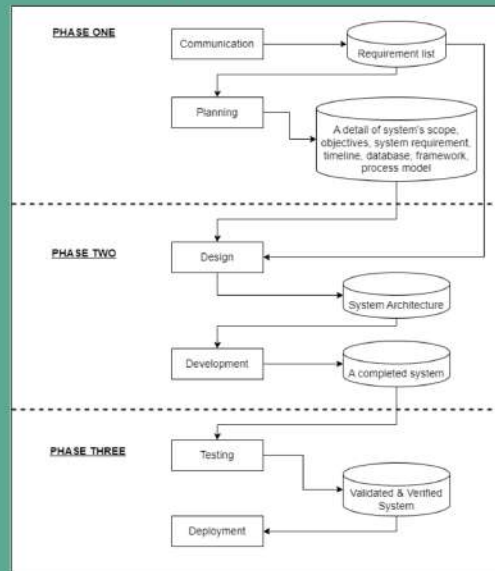 PHASE ONE
Communication
Requirement list
Planning
A detail of system's scope,
objectives, system requirement,
timeline, database, framework,
process model
PHASE TWO
Design
System Architecture
Development
A completed system
PHASE THREE
Testing
Validated & Verified
System
Deployment